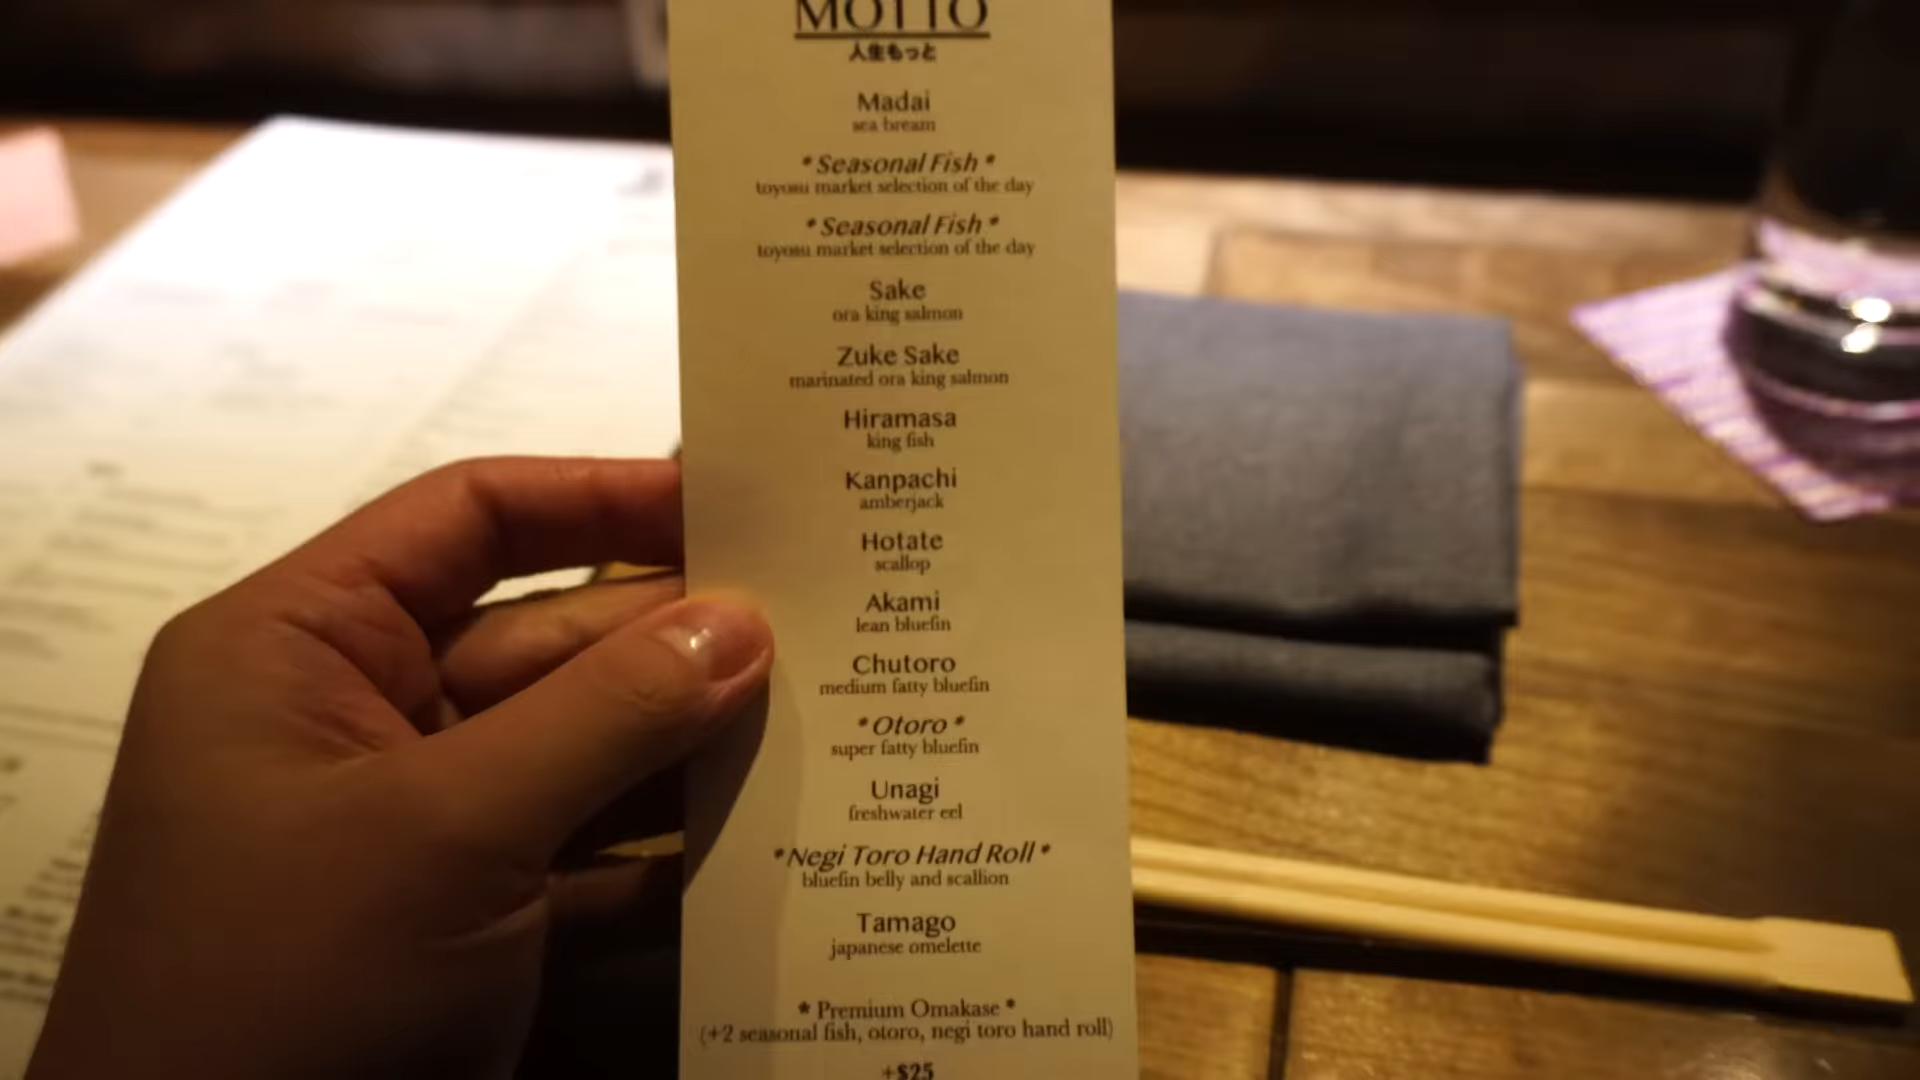 MOTTO
人生もっと
Madai
sea bream
* Seasonal Fish *
toyosu market selection of the day
* Seasonal Fish *
toyosu market selection of the day
Sake
ora king salmon
Zuke Sake
marinated ora king salmon
Hiramasa
king fish
Kanpachi
amberjack
Hotate
scallop
Akami
lean bluefin
Chutoro
medium fatty bluefin
* Otoro *
super fatty bluefin
Unagi
freshwater eel
* Negi Toro Hand Roll *
bluefin belly and scallion
Tamago
japanese omelette
* Premium Omakase *
(+2 seasonal fish, otoro, negi toro hand roll)
+$25